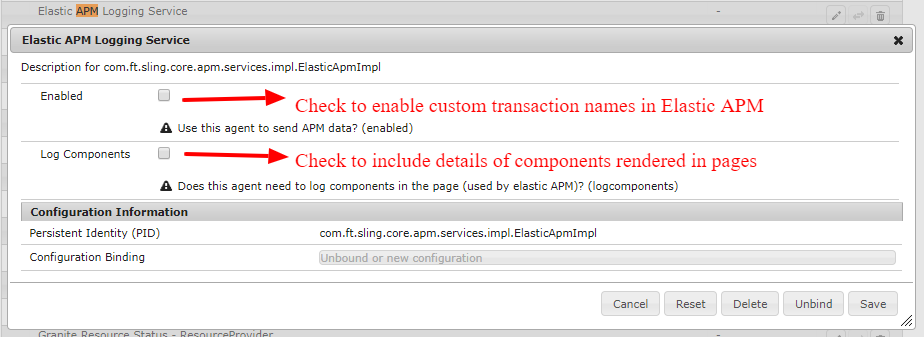 Elastic APM Logging Service -
Elastic APM Logging Service
Description for com.ft.sling.core.apm.services.impl.ElasticApmImpl
Enabled Check to enable custom transaction names in Elastic APM
Use this agent to send APM data? (enabled)
Log Components Check to include details of components rendered in pages
Does this agent need to log components in the page (used by elastic APM)? (logcomponents)
Configuration Information
Persistent Identity (PID) com.ft.sling.core.apm.services.impl.ElasticApmImpl
Configuration Binding Unbound or new configuration
Cancel Reset Delete Unbind Save
Granite Resource Status - ResourceProvider -